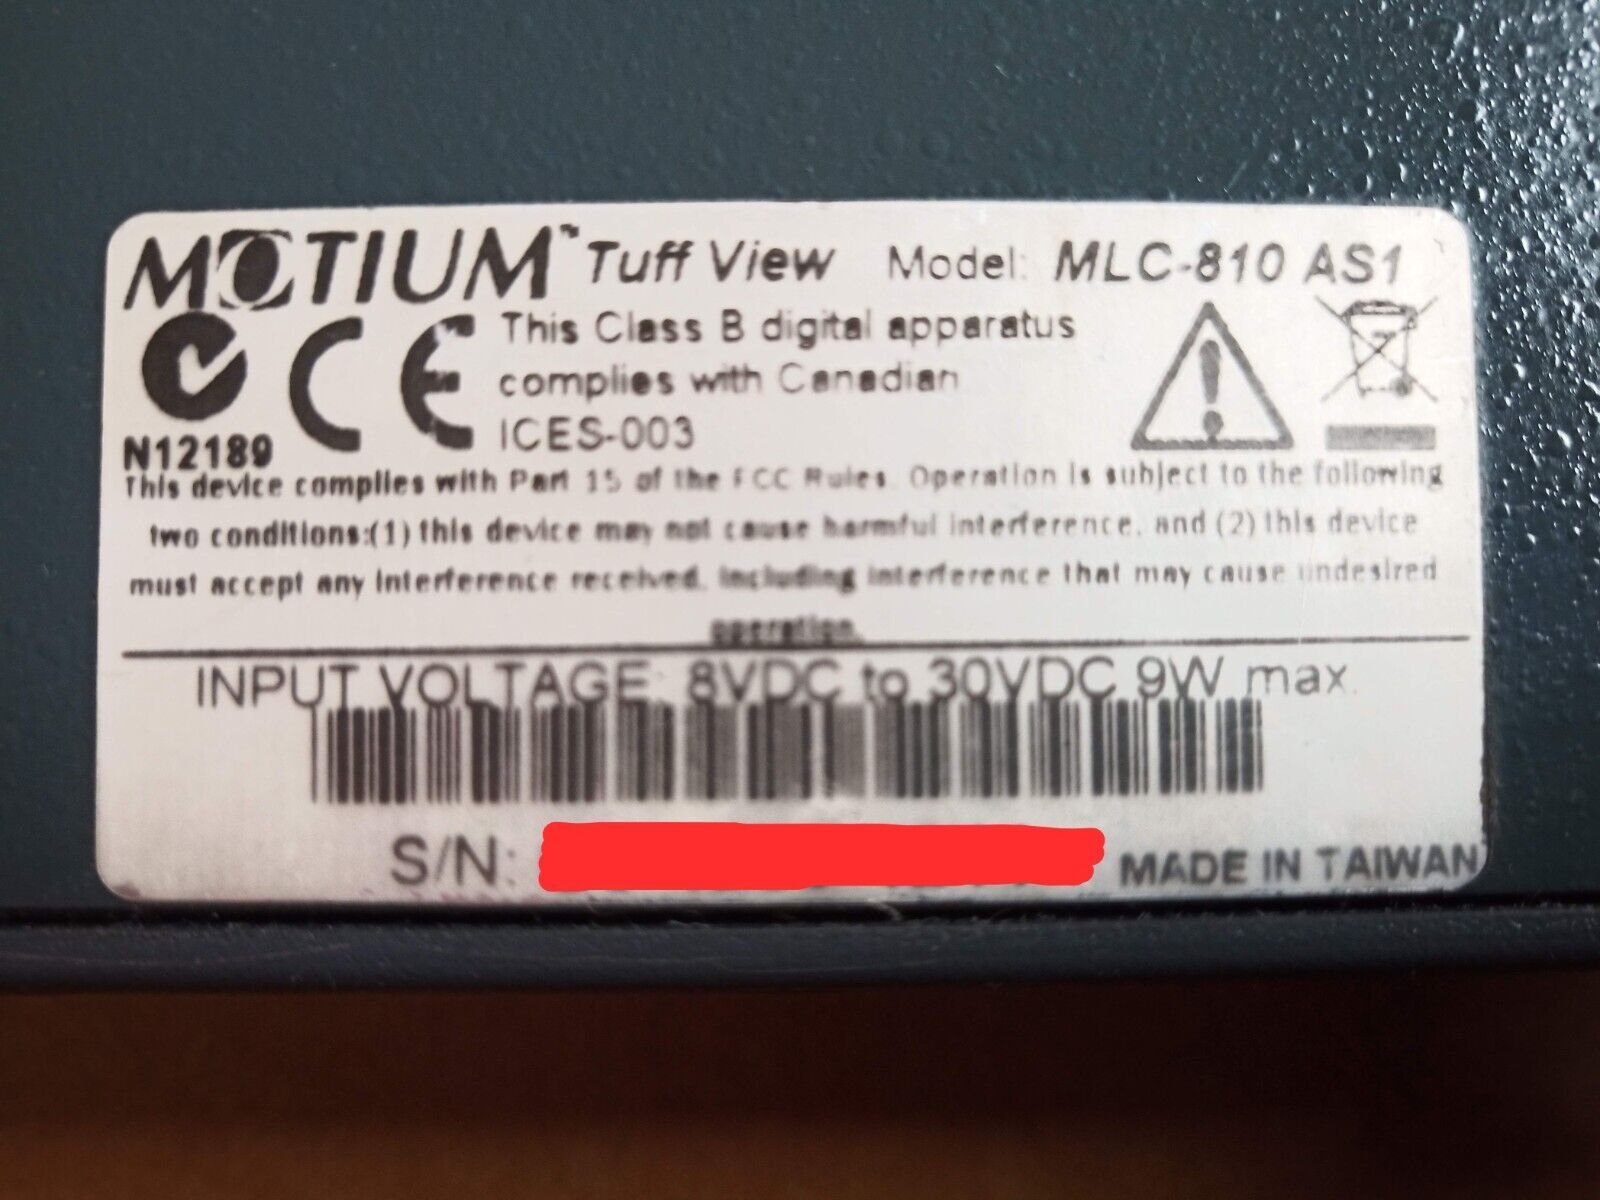 MOTIUM™ Tuff View Model: MLC-810 AS1
CE This Class B digital apparatus
complies with Canadian
ICES-003
N12189
This device complies with Part 15 of the FCC Rules. Operation is subject to the following
two conditions:(1) this device may not cause harmful interference, and (2) this device
must accept any interference received, including interference that may cause undesired
operation.
INPUT VOLTAGE: 8VDC to 30VDC 9W max.
S/N:
MADE IN TAIWAN